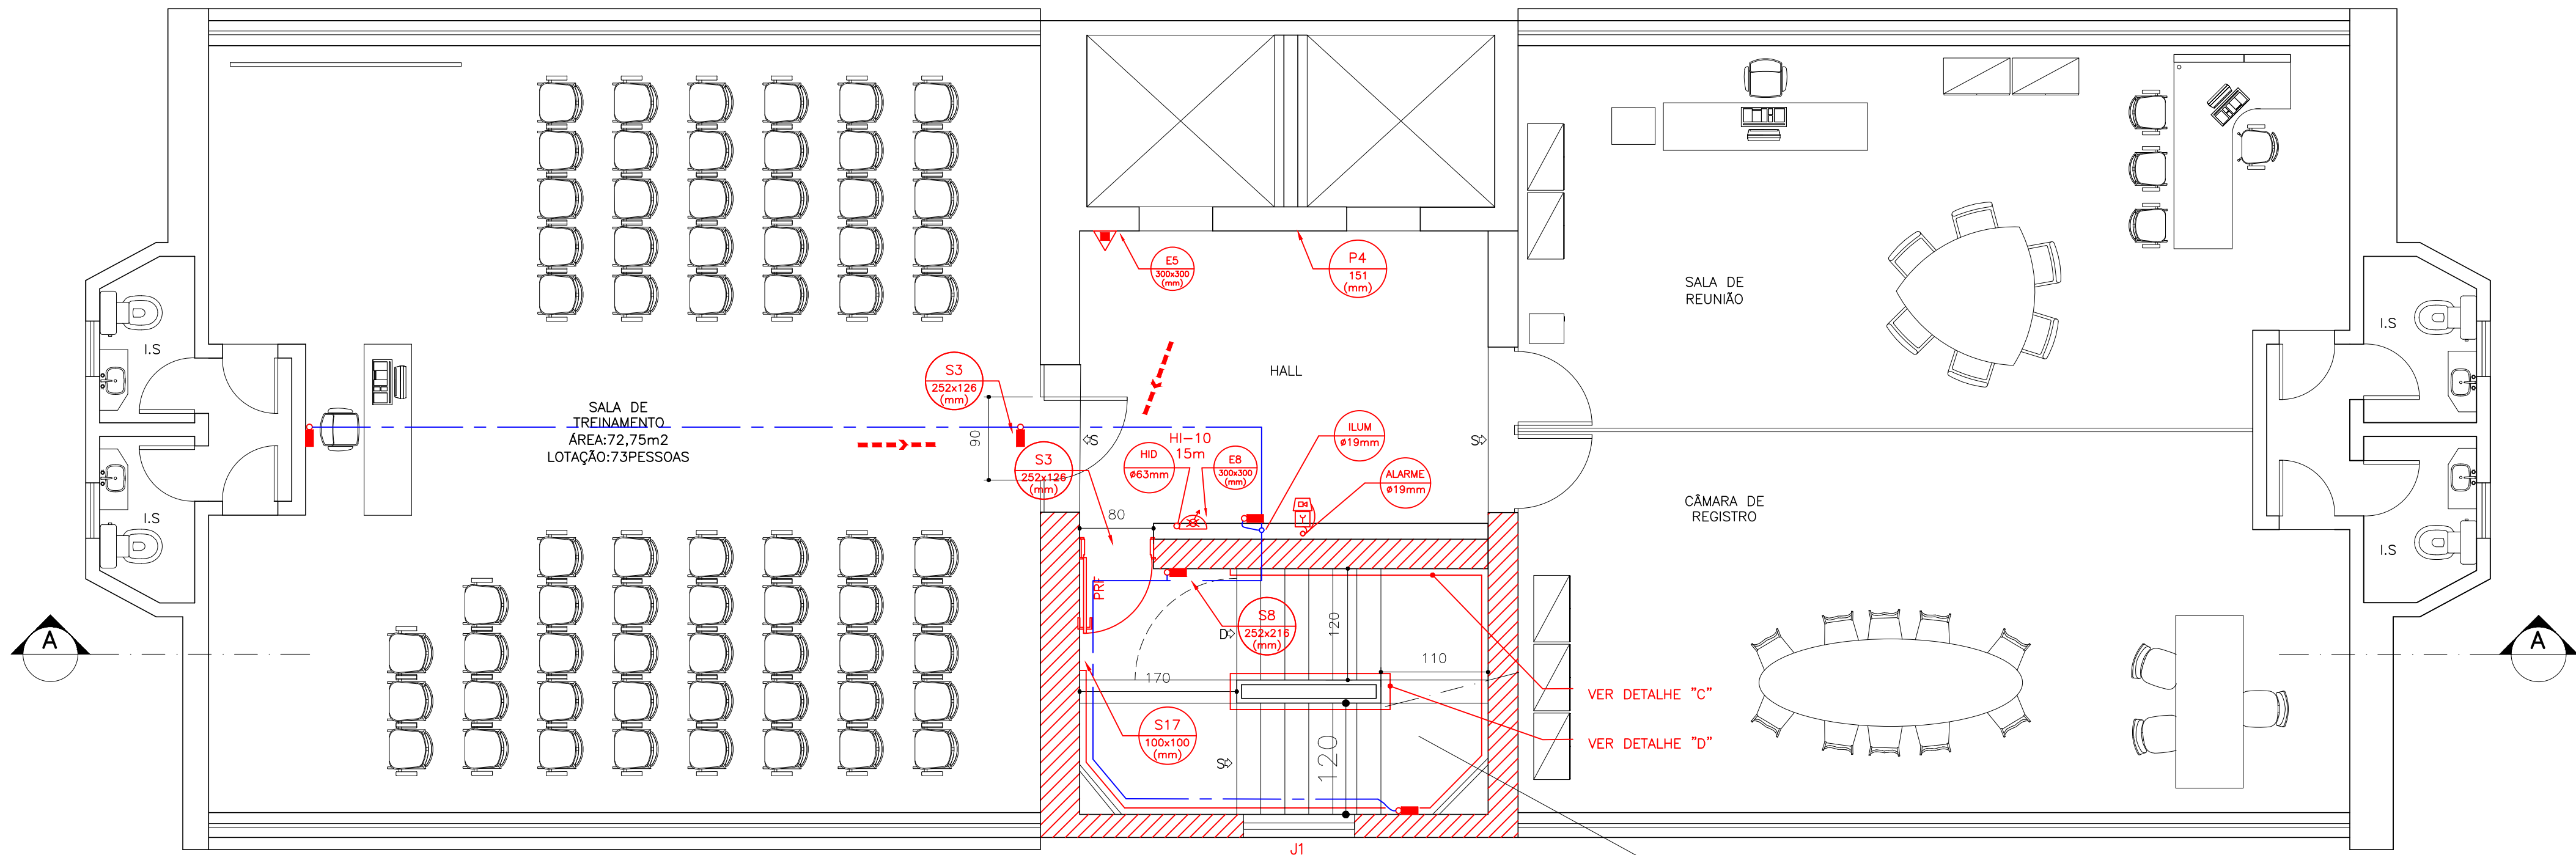 E5
300x300
(mm)
P4
151
(mm)
SALA DE
REUNIÃO
I.S
I.S
HALL
S3
252x126
(mm)
SALA DE
TREINAMENTO
ÁREA:72,75m2
LOTAÇÃO:73PESSOAS
90
S
S
HI-10
15m
HID
ø63mm
E8
300x300
(mm)
ILUM
ø19mm
ALARME
ø19mm
S3
252x126
(mm)
80
CÂMARA DE
REGISTRO
I.S
I.S
PRF
S8
252x216
(mm)
D
120
110
170
A
A
VER DETALHE "C"
S17
100x100
(mm)
VER DETALHE "D"
S
120
J1